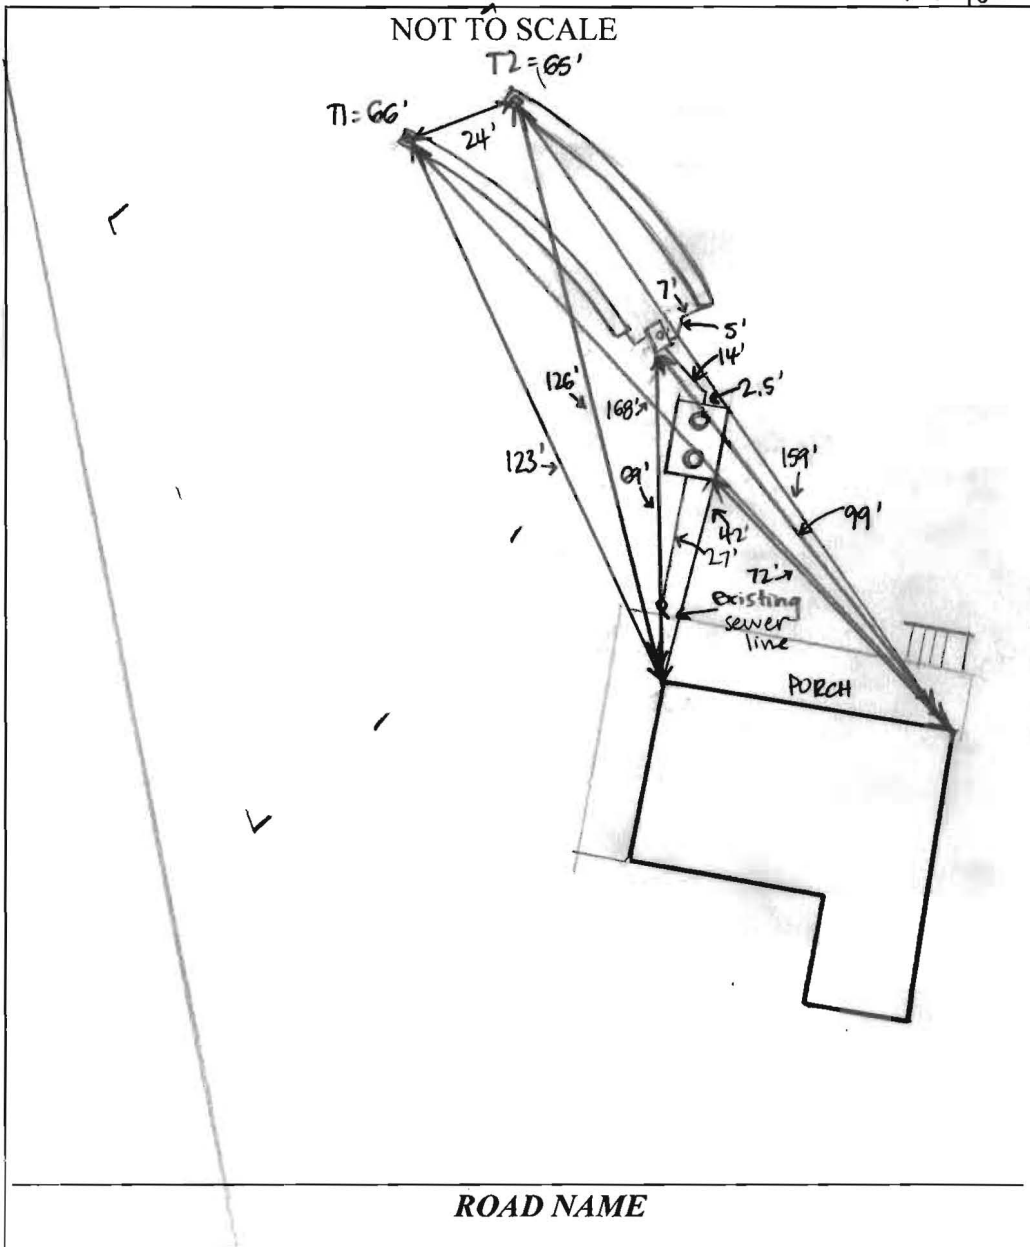 NOT TO SCALE
T2=65'
T1=66'
24'
7'
5'
14'
2.5'
126'
168'
123'
159'
99'
42'
27'
72'
existing
sewer
line
PORCH
ROAD NAME